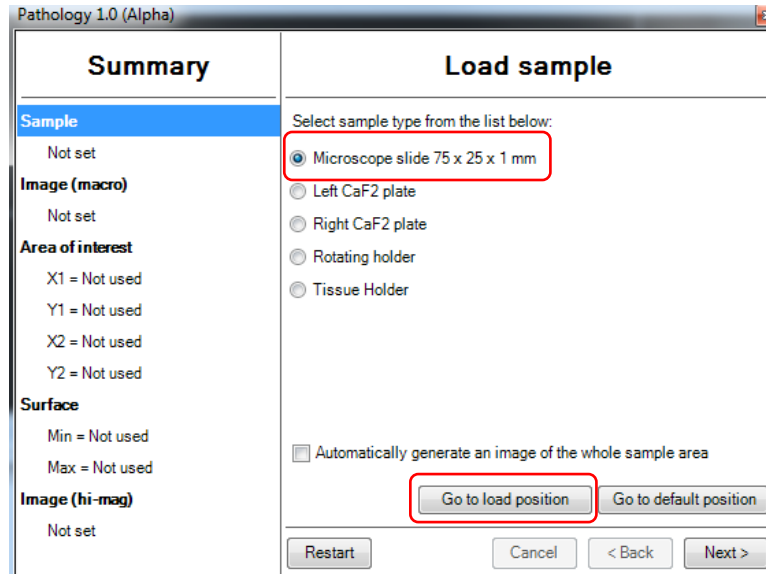 Pathology 1.0 (Alpha)
Summary
Sample
Not set
Image (macro)
Not set
Area of interest
X1 = Not used
Y1 = Not used
X2 = Not used
Y2 = Not used
Surface
Min = Not used
Max = Not used
Image (hi-mag)
Not set
Load sample
Select sample type from the list below:
Microscope slide 75 x 25 x 1 mm
Left CaF2 plate
Right CaF2 plate
Rotating holder
Tissue Holder
Automatically generate an image of the whole sample area
Go to load position
Go to default position
Restart
Cancel
< Back
Next >